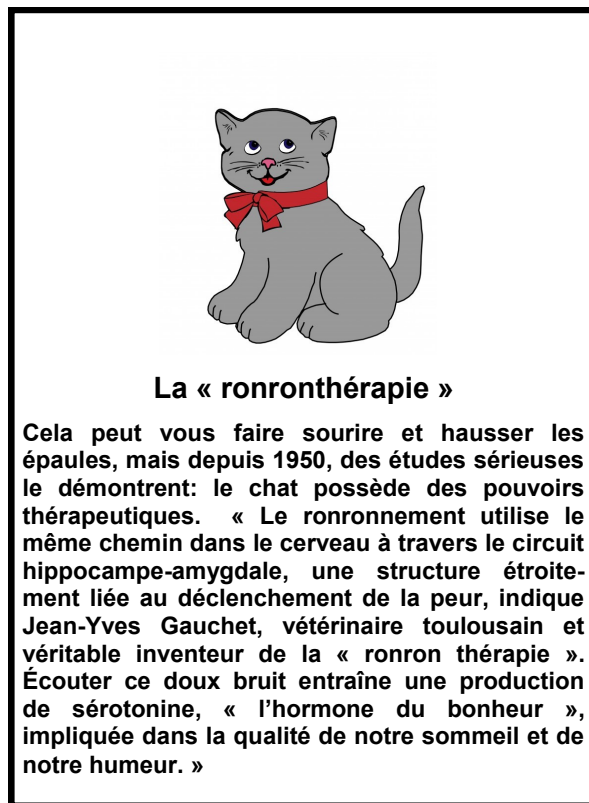 La « ronronthérapie »
Cela peut vous faire sourire et hausser les
épaules, mais depuis 1950, des études sérieuses
le démontrent: le chat possède des pouvoirs
thérapeutiques. « Le ronronnement utilise le
même chemin dans le cerveau à travers le circuit
hippocampe-amygdale, une structure étroite-
ment liée au déclenchement de la peur, indique
Jean-Yves Gauchet, vétérinaire toulousain et
véritable inventeur de la « ronron thérapie ».
Écouter ce doux bruit entraîne une production
de sérotonine, « l’hormone du bonheur »,
impliquée dans la qualité de notre sommeil et de
notre humeur. »